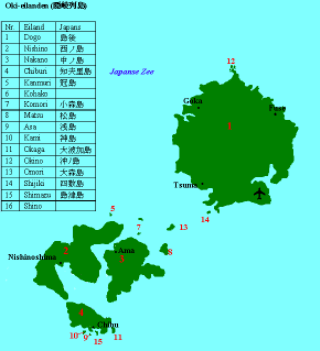 Oki-eilanden (隠岐列島)
Nr. Eiland Japans
1 Dogo 島後
2 Nishino 西ノ島
3 Nakano 中ノ島
4 Chiburi 知夫里島
5 Kanmuri 冠島
6 Kohako
7 Komori 小森島
8 Matsu 松島
9 Asa 浅島
10 Kami 神島
11 Okaga 大波加島
12 Okino 沖ノ島
13 Omori 大森島
14 Shijiki 四敷島
15 Shimazu 島津島
16 Shino
Japanse Zee
12
Goka
Fuse
1
Tsuma
14
5
13
7
Ama
8
2
3
Nishinoshima
4
Chibu
10
9
15
11